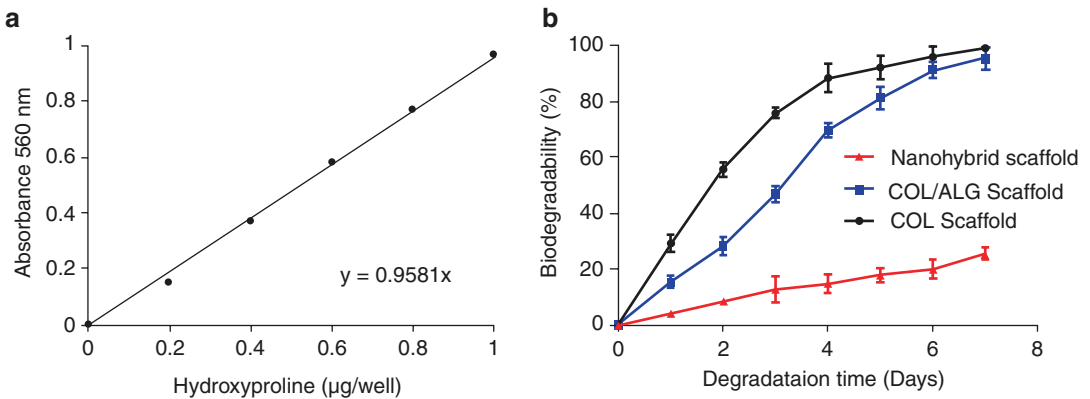 a
1
0.8
0.6
0.4
0.2
0
Absorbance 560 nm
y = 0.9581x
0
0.2
0.4
0.6
0.8
1
Hydroxyproline (µg/well)
b
100
80
60
40
20
0
Biodegradability (%)
Nanohybrid scaffold
COL/ALG Scaffold
COL Scaffold
0
2
4
6
8
Degradataion time (Days)